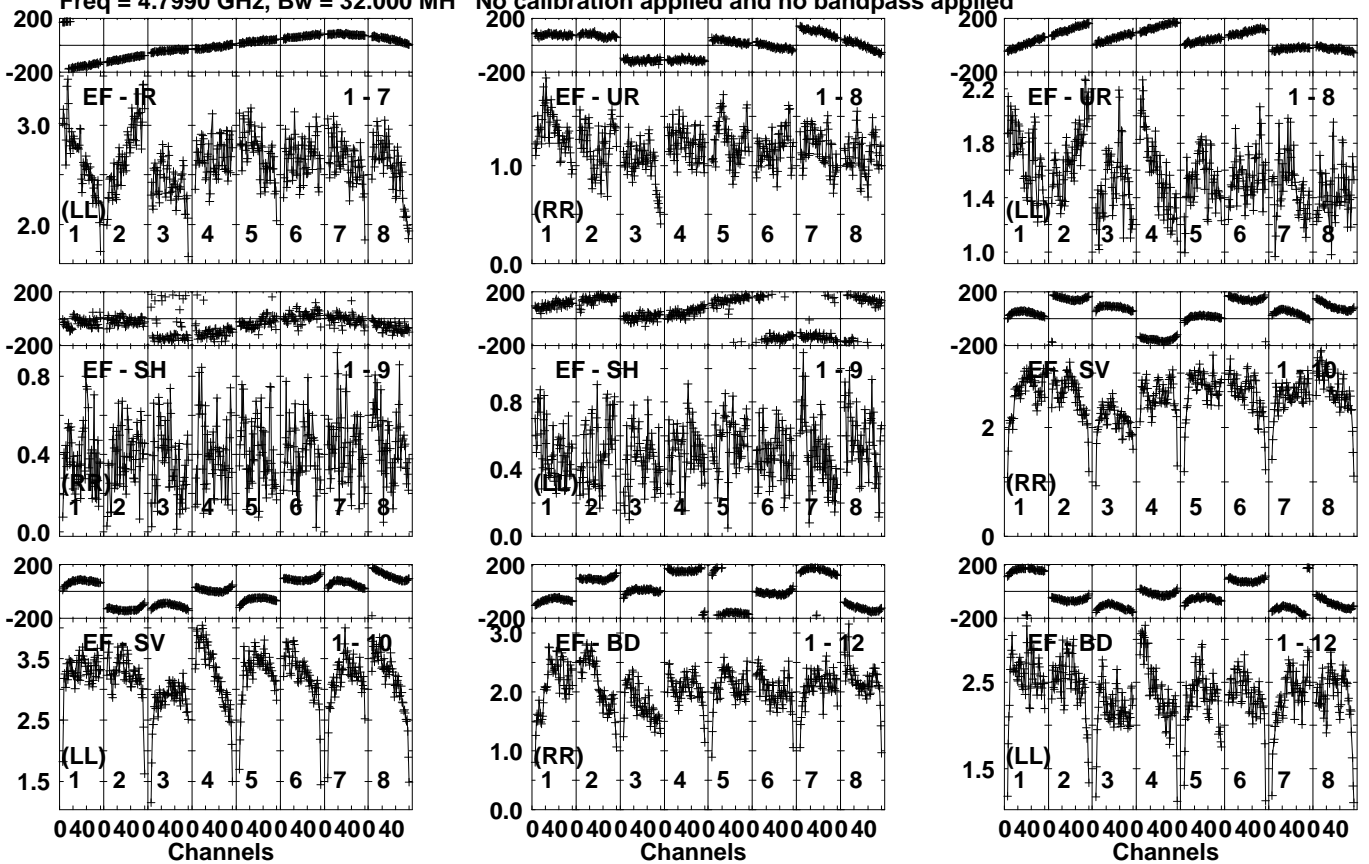 Freq = 4.7990 GHz, Bw = 32.000 MH No calibration applied and no bandpass applied
200
-200
EF - IR 1 - 7
3.0
2.0
(LL)
1 2 3 4 5 6 7 8
200
-200
EF - UR 1 - 8
1.0
0.0
(RR)
1 2 3 4 5 6 7 8
200
-200
EF - UR 1 - 8
2.2
1.8
1.4
1.0
(LL)
1 2 3 4 5 6 7 8
200
-200
EF - SH 1 - 9
0.8
0.4
0.0
(RR)
1 2 3 4 5 6 7 8
200
-200
EF - SH 1 - 9
0.8
0.4
0.0
(LL)
1 2 3 4 5 6 7 8
200
-200
EF - SV 1 - 10
2
0
(RR)
1 2 3 4 5 6 7 8
200
-200
EF - SV 1 - 10
3.5
2.5
1.5
(LL)
1 2 3 4 5 6 7 8
0 40 0 40 0 40 0 40 0 40 0 40 0 40 0 40
Channels
200
-200
EF - BD 1 - 12
3.0
2.0
1.0
0.0
(RR)
1 2 3 4 5 6 7 8
0 40 0 40 0 40 0 40 0 40 0 40 0 40 0 40
Channels
200
-200
EF - BD 1 - 12
2.5
1.5
(LL)
1 2 3 4 5 6 7 8
0 40 0 40 0 40 0 40 0 40 0 40 0 40 0 40
Channels